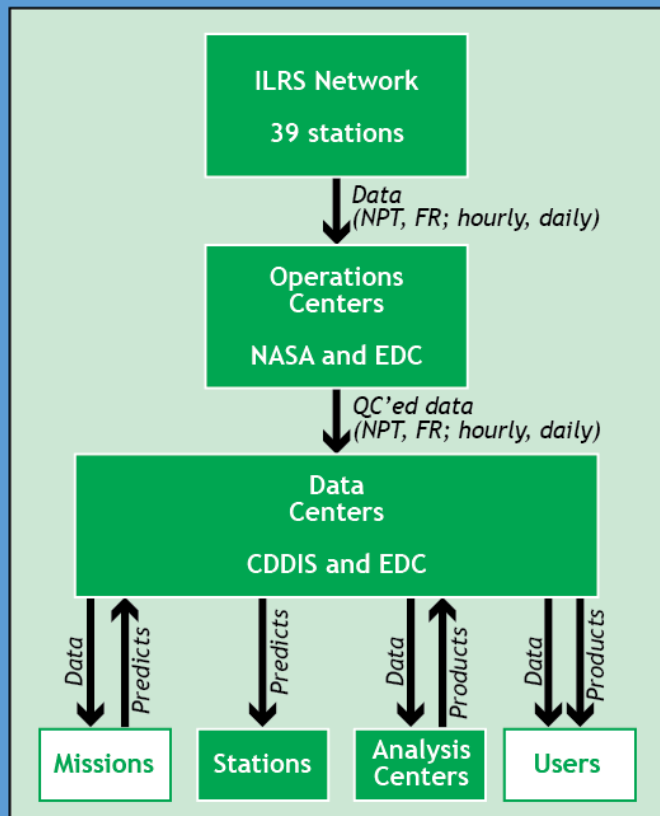 ILRS Network
39 stations
Data
(NPT, FR; hourly, daily)
Operations
Centers
NASA and EDC
QC'ed data
(NPT, FR; hourly, daily)
Data
Centers
CDDIS and EDC
Data
Predicts
Predicts
Data
Products
Data
Products
Missions
Stations
Analysis
Centers
Users